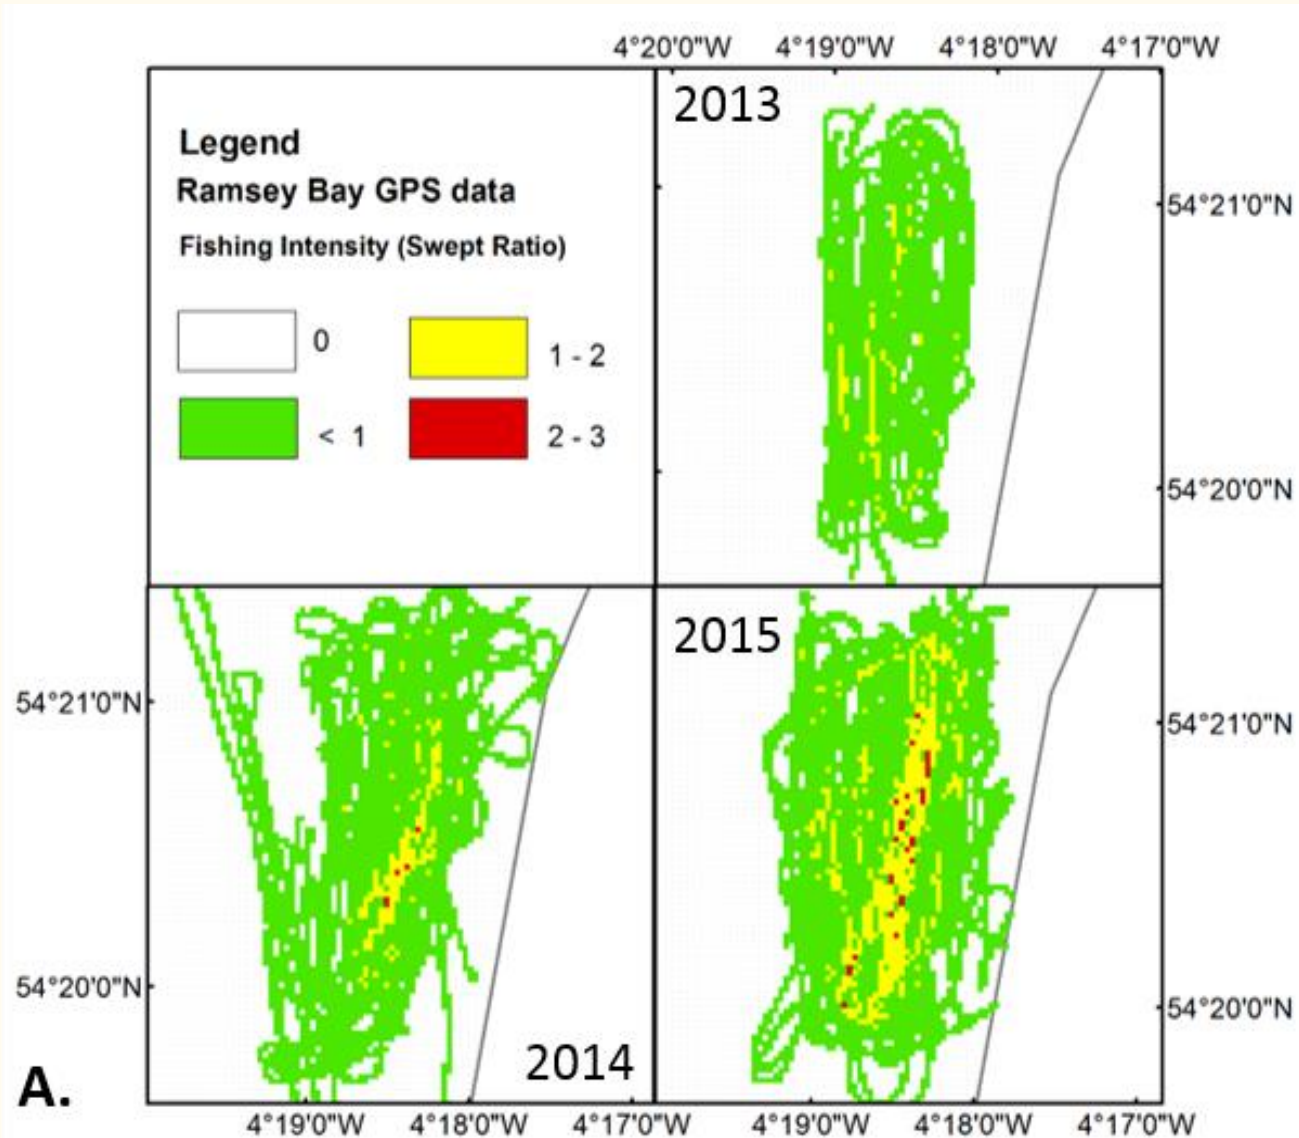 4°20'0"W 4°19'0"W 4°18'0"W 4°17'0"W
2013
Legend
Ramsey Bay GPS data
Fishing Intensity (Swept Ratio)
0
1 - 2
< 1
2 - 3
54°21'0"N
54°20'0"N
2015
54°21'0"N
54°21'0"N
54°20'0"N
54°20'0"N
2014
A.
4°19'0"W 4°18'0"W 4°17'0"W 4°19'0"W 4°18'0"W 4°17'0"W